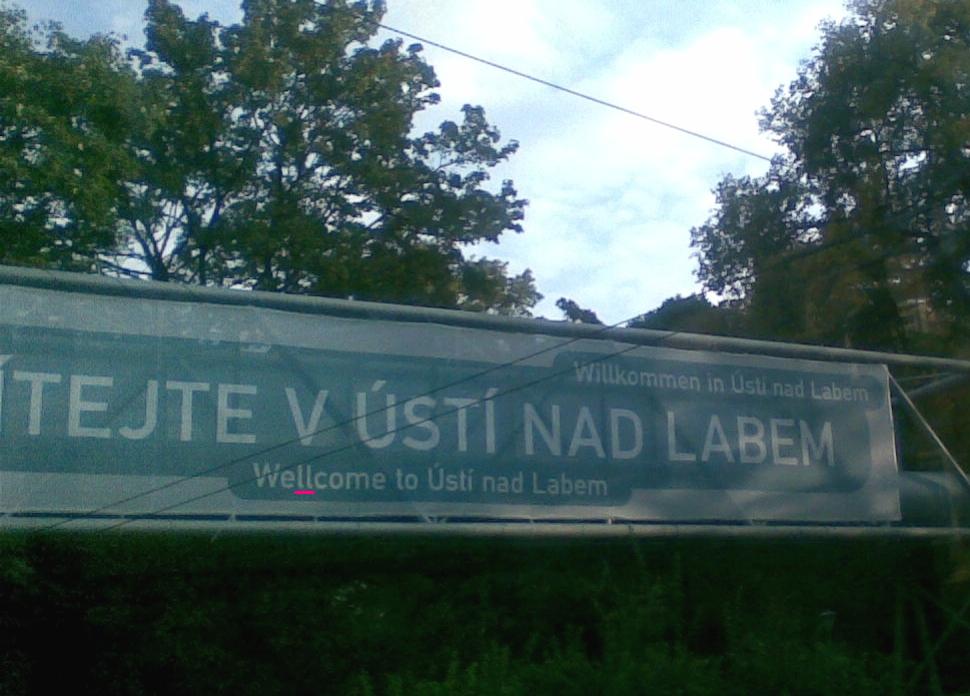 Willkommen in Ústí nad Labem
ÍTEJTE V ÚSTÍ NAD LABEM
Wellcome to Ústí nad Labem